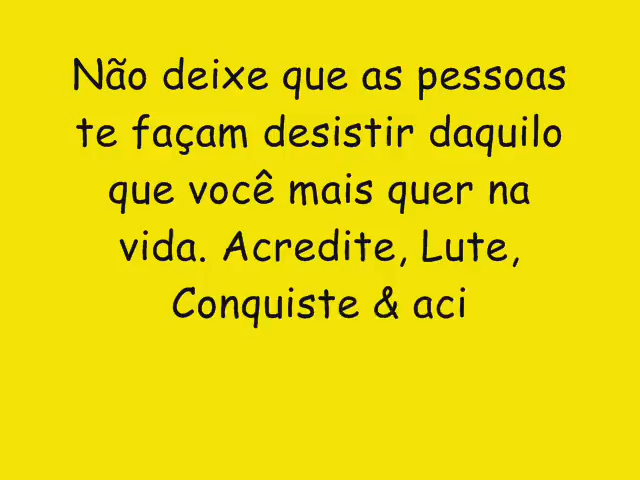 Não deixe que as pessoas
te façam desistir daquilo
que você mais quer na
vida. Acredite, Lute,
Conquiste & aci